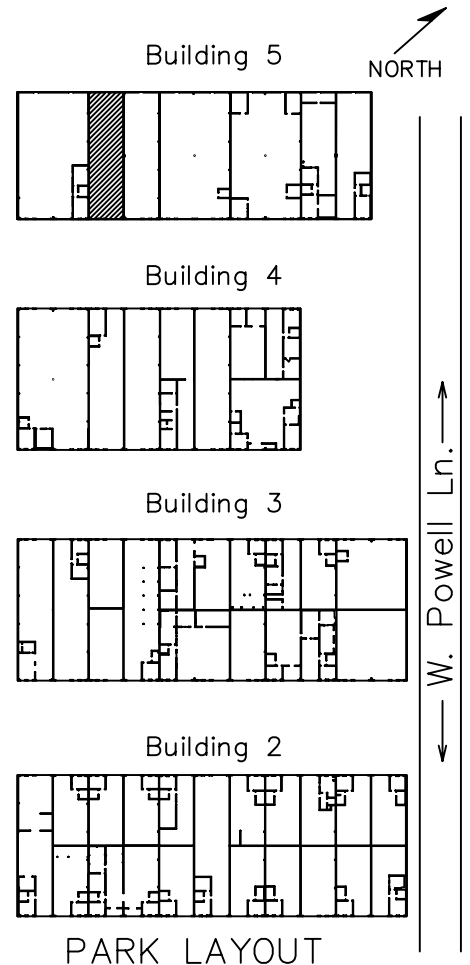 Building 5
NORTH
Building 4
Building 3
W. Powell Ln.
Building 2
PARK LAYOUT